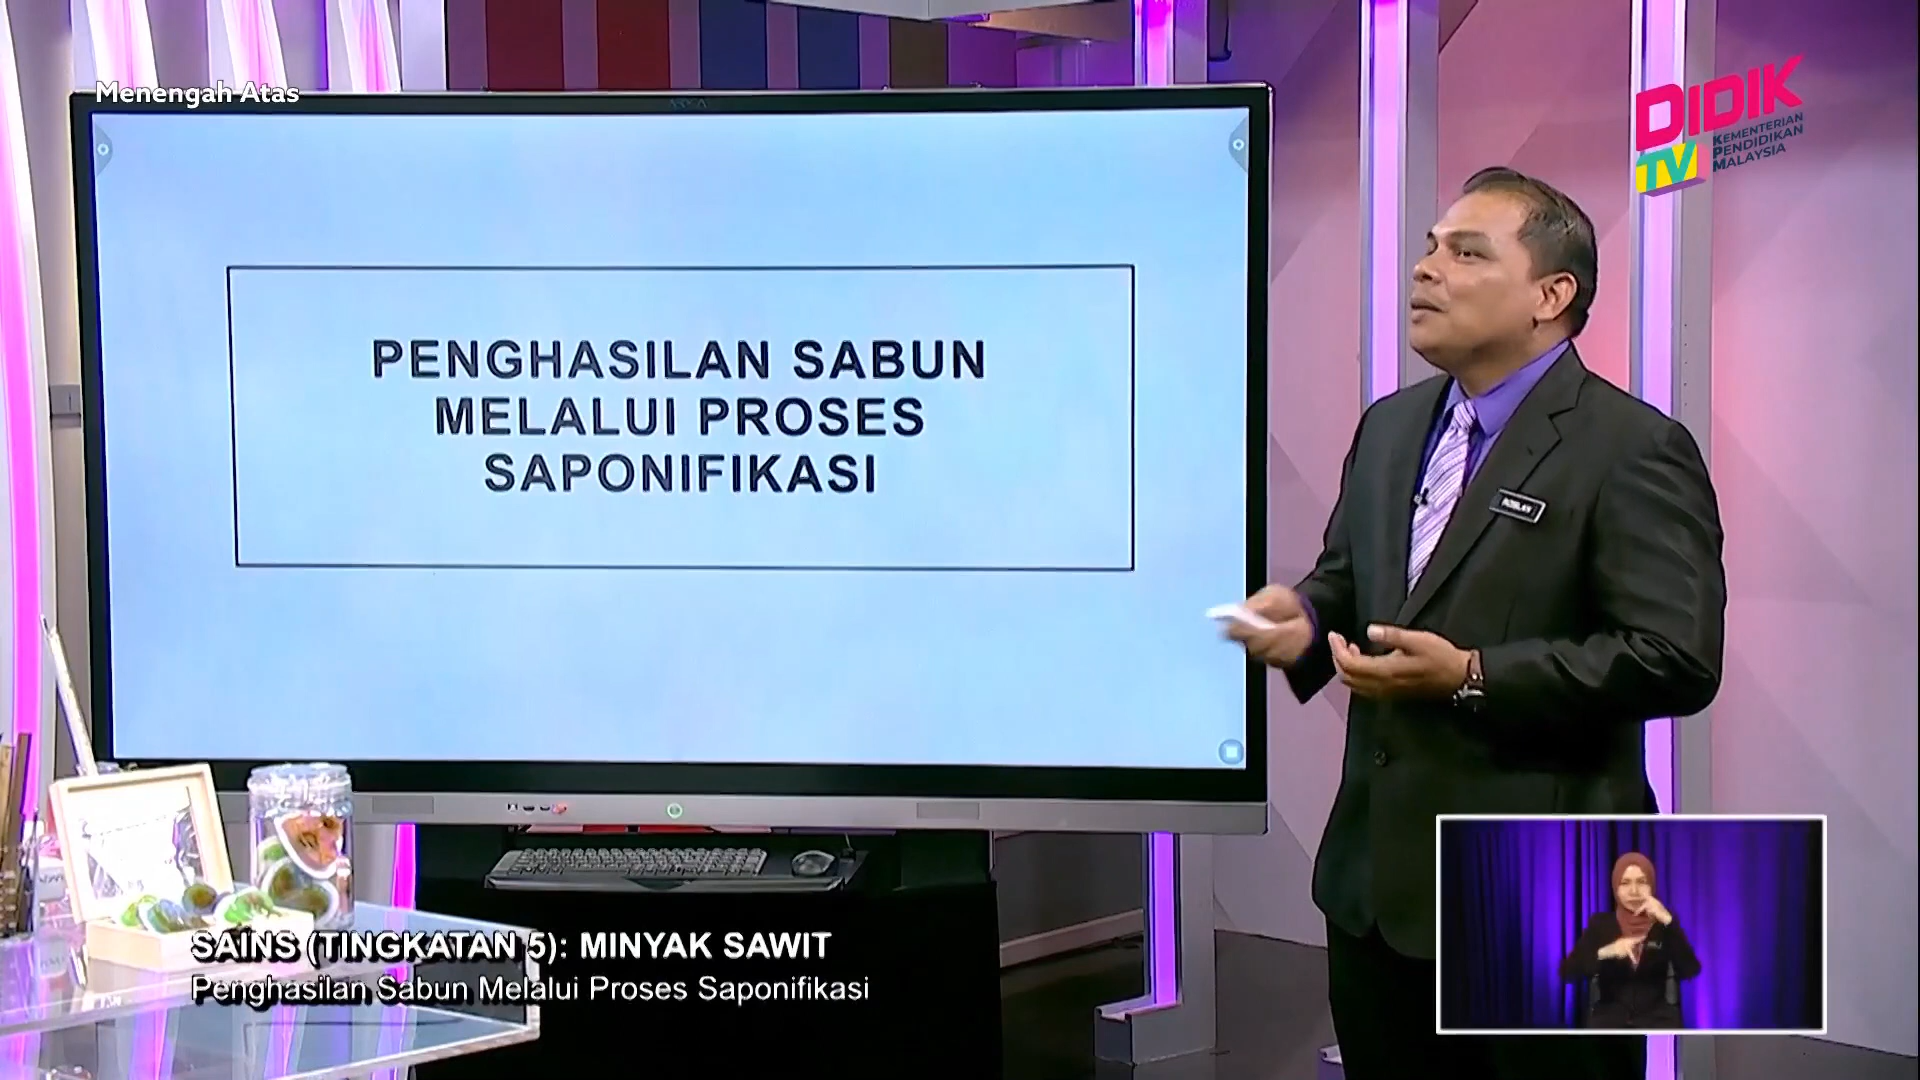 Menengah Atas
DIDIK
TV
KEMENTERIAN
PENDIDIKAN
MALAYSIA
PENGHASILAN SABUN
MELALUI PROSES
SAPONIFIKASI
ROSLAN
SAINS (TINGKATAN 5): MINYAK SAWIT
Penghasilan Sabun Melalui Proses Saponifikasi